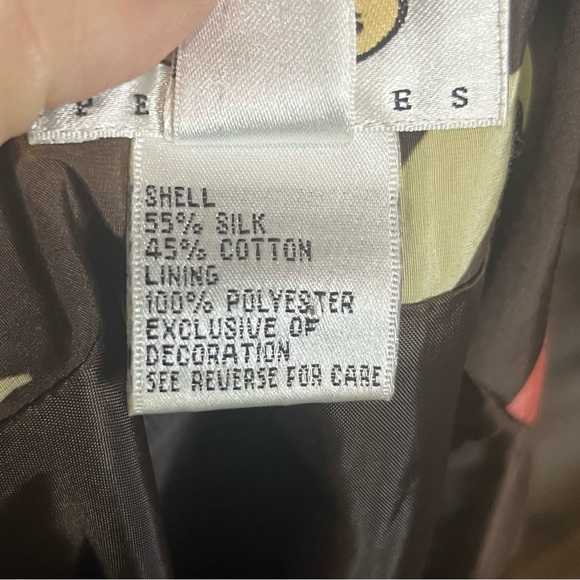 P E E S
SHELL
55% SILK
45% COTTON
LINING
100% POLYESTER
EXCLUSIVE OF
DECORATION
SEE REVERSE FOR CARE